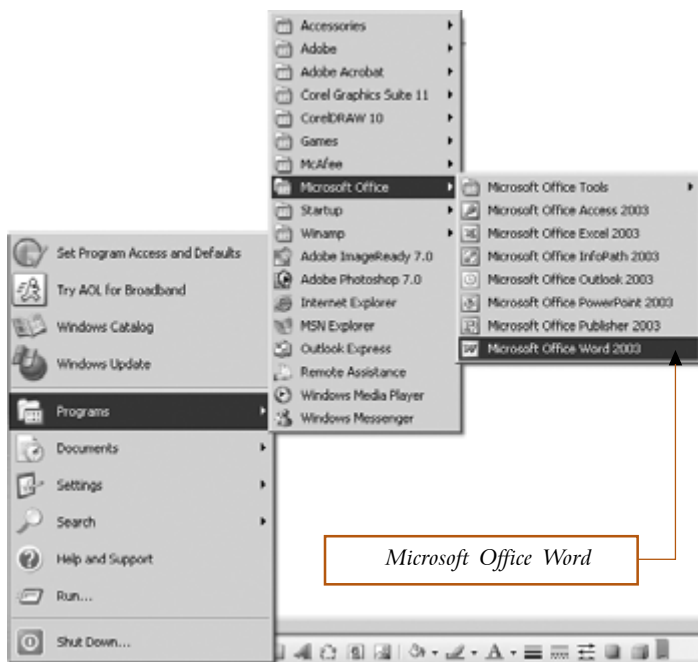 Accessories
Adobe
Adobe Acrobat
Corel Graphics Suite 11
CorelDRAW 10
Games
McAfee
Microsoft Office
Startup
Winamp
Adobe ImageReady 7.0
Adobe Photoshop 7.0
Internet Explorer
MSN Explorer
Outlook Express
Remote Assistance
Windows Media Player
Windows Messenger
Microsoft Office Tools
Microsoft Office Access 2003
Microsoft Office Excel 2003
Microsoft Office InfoPath 2003
Microsoft Office Outlook 2003
Microsoft Office PowerPoint 2003
Microsoft Office Publisher 2003
Microsoft Office Word 2003
Set Program Access and Defaults
Try AOL for Broadband
Windows Catalog
Windows Update
Programs
Documents
Settings
Search
Help and Support
Run...
Shut Down...
Microsoft Office Word